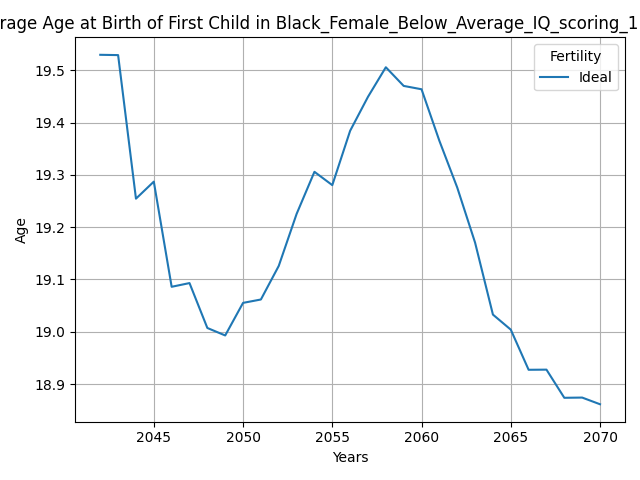 rage Age at Birth of First Child in Black_Female_Below_Average_IQ_scoring_1
Fertility
Ideal
19.5
19.4
19.3
19.2
19.1
19.0
18.9
Age
2045 2050 2055 2060 2065 2070
Years